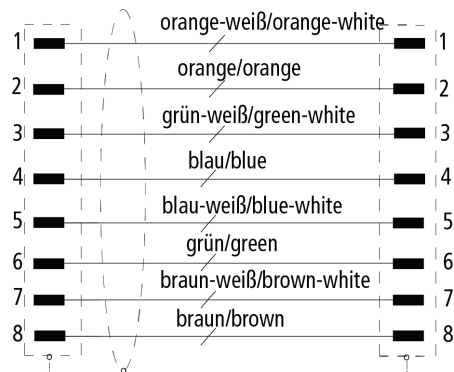 orange-weiß/orange-white
1 1
orange/orange
2 2
grün-weiß/green-white
3 3
blau/blue
4 4
blau-weiß/blue-white
5 5
grün/green
6 6
braun-weiß/brown-white
7 7
braun/brown
8 8